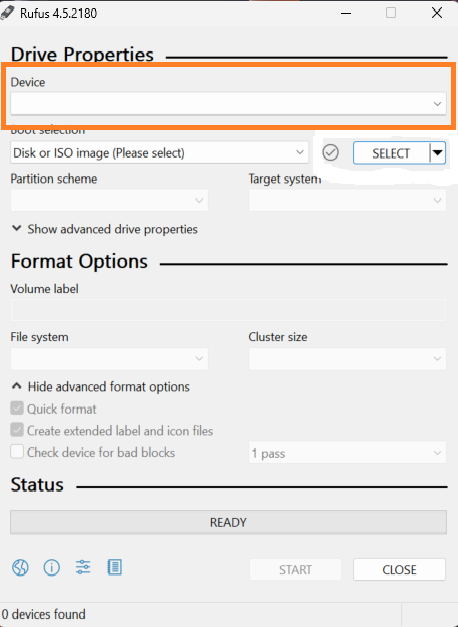 Rufus 4.5.2180
Drive Properties
Device
Boot selection
Disk or ISO image (Please select)
SELECT
Partition scheme
Target system
Show advanced drive properties
Format Options
Volume label
File system
Cluster size
Hide advanced format options
Quick format
Create extended label and icon files
Check device for bad blocks
1 pass
Status
READY
START
CLOSE
0 devices found